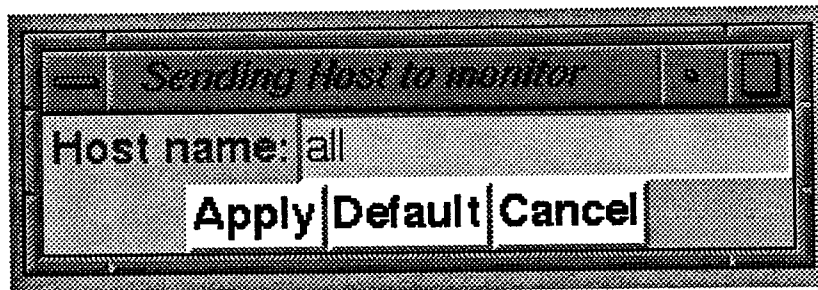 Sending Host to monitor
Host name: all
Apply Default Cancel